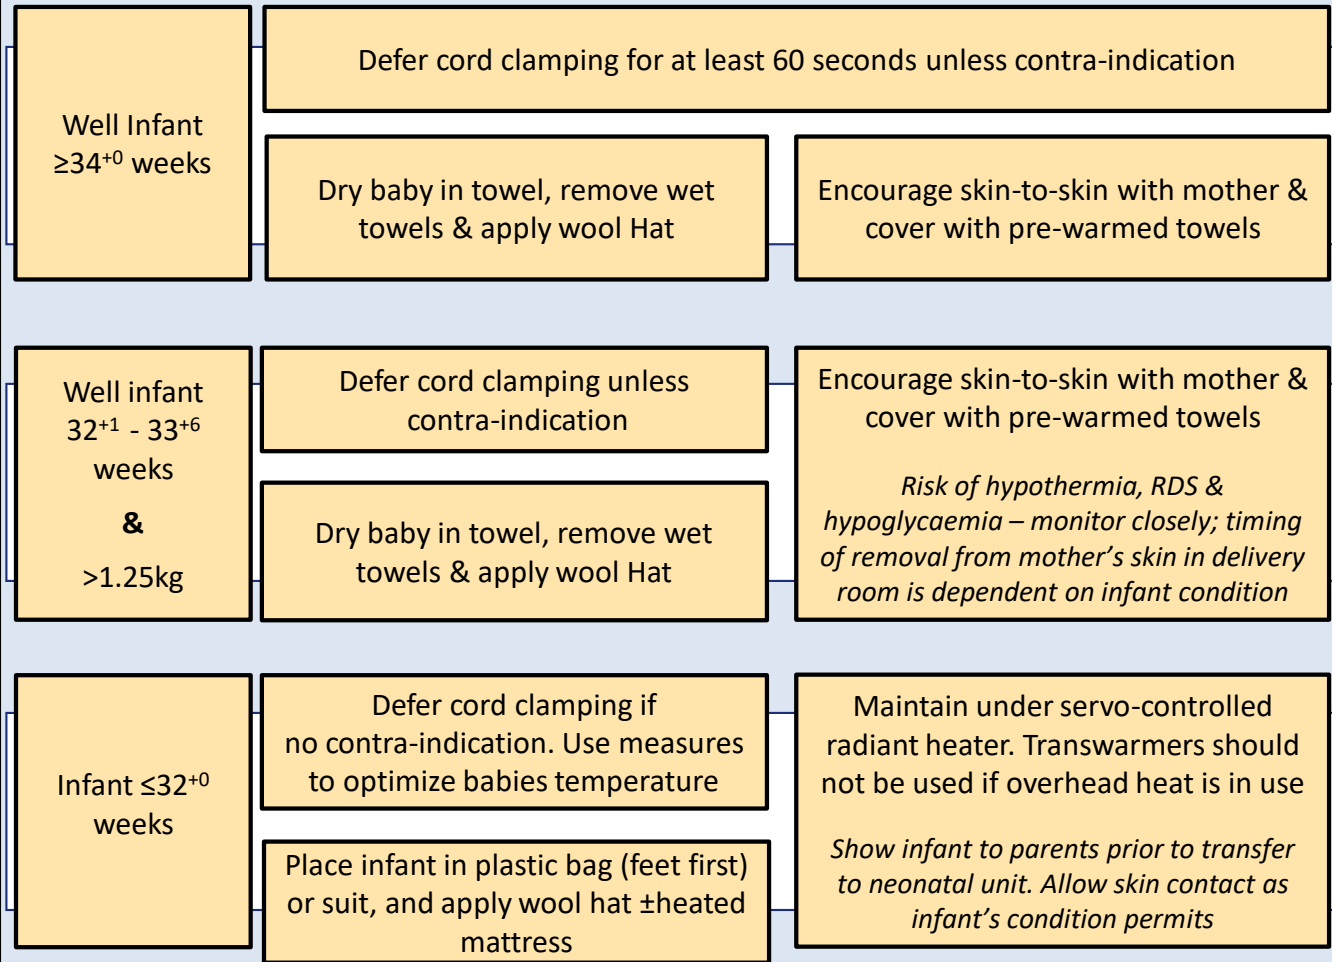 Well Infant
≥34⁺⁰ weeks
Defer cord clamping for at least 60 seconds unless contra-indication
Dry baby in towel, remove wet
towels & apply wool Hat
Encourage skin-to-skin with mother &
cover with pre-warmed towels
Well infant
32⁺¹ - 33⁺⁶
weeks
&
>1.25kg
Defer cord clamping unless
contra-indication
Dry baby in towel, remove wet
towels & apply wool Hat
Encourage skin-to-skin with mother &
cover with pre-warmed towels
Risk of hypothermia, RDS &
hypoglycaemia – monitor closely; timing
of removal from mother’s skin in delivery
room is dependent on infant condition
Infant ≤32⁺⁰
weeks
Defer cord clamping if
no contra-indication. Use measures
to optimize babies temperature
Place infant in plastic bag (feet first)
or suit, and apply wool hat ±heated
mattress
Maintain under servo-controlled
radiant heater. Transwarmers should
not be used if overhead heat is in use
Show infant to parents prior to transfer
to neonatal unit. Allow skin contact as
infant’s condition permits